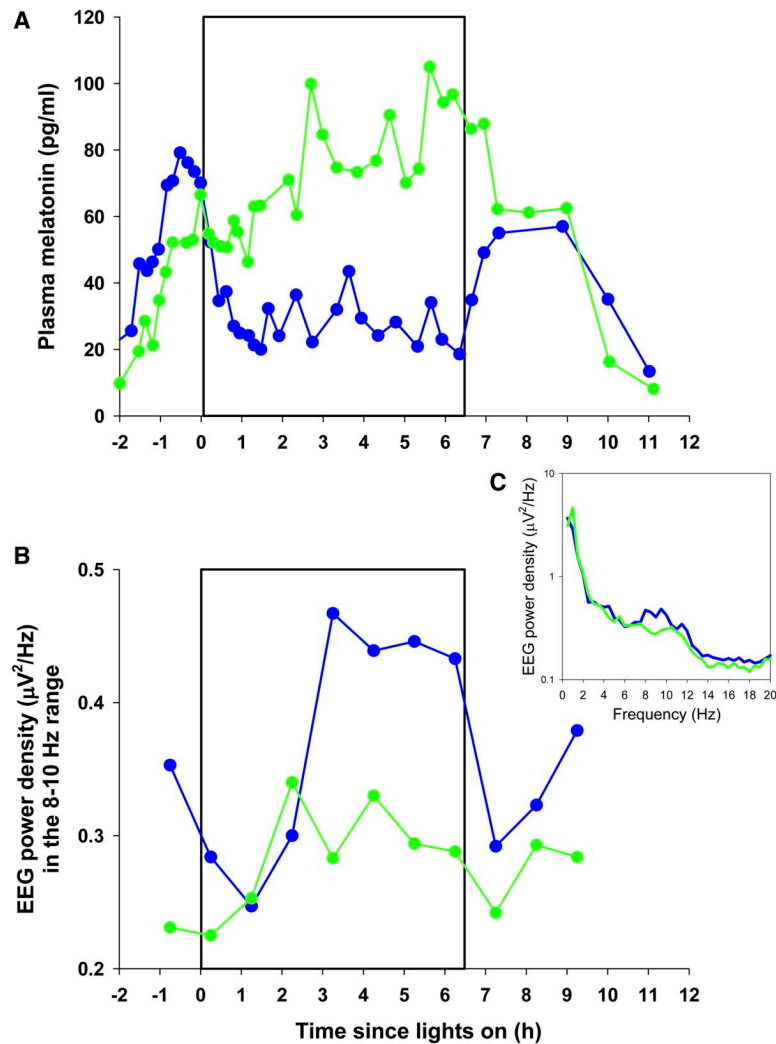 A
Plasma melatonin (pg/ml)
120
100
80
60
40
20
0
-2 -1 0 1 2 3 4 5 6 7 8 9 10 11 12
B
EEG power density (µV²/Hz)
in the 8-10 Hz range
0.5
0.4
0.3
0.2
-2 -1 0 1 2 3 4 5 6 7 8 9 10 11 12
Time since lights on (h)
C
EEG power density (µV²/Hz)
10
1
0.1
0 2 4 6 8 10 12 14 16 18 20
Frequency (Hz)